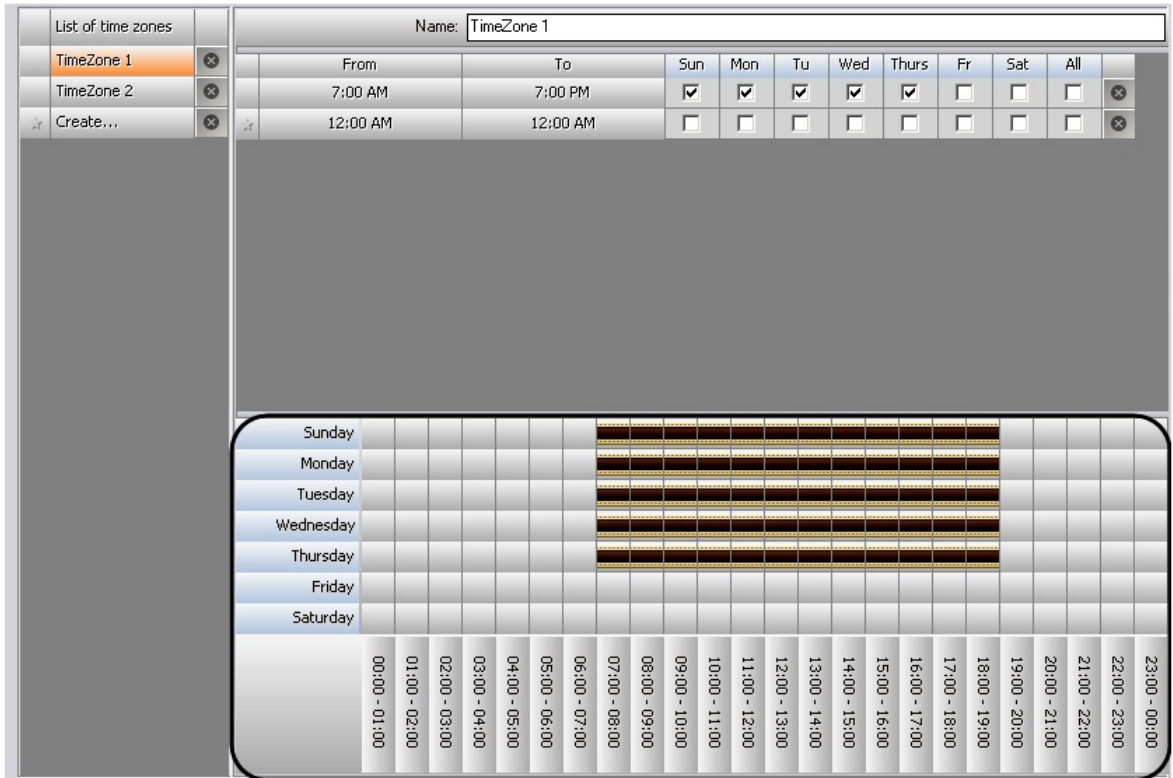 List of time zones
Name: TimeZone 1
TimeZone 1
TimeZone 2
Create...
From To Sun Mon Tu Wed Thurs Fr Sat All
7:00 AM 7:00 PM
12:00 AM 12:00 AM
Sunday
Monday
Tuesday
Wednesday
Thursday
Friday
Saturday
00:00 - 01:00
01:00 - 02:00
02:00 - 03:00
03:00 - 04:00
04:00 - 05:00
05:00 - 06:00
06:00 - 07:00
07:00 - 08:00
08:00 - 09:00
09:00 - 10:00
10:00 - 11:00
11:00 - 12:00
12:00 - 13:00
13:00 - 14:00
14:00 - 15:00
15:00 - 16:00
16:00 - 17:00
17:00 - 18:00
18:00 - 19:00
19:00 - 20:00
20:00 - 21:00
21:00 - 22:00
22:00 - 23:00
23:00 - 00:00